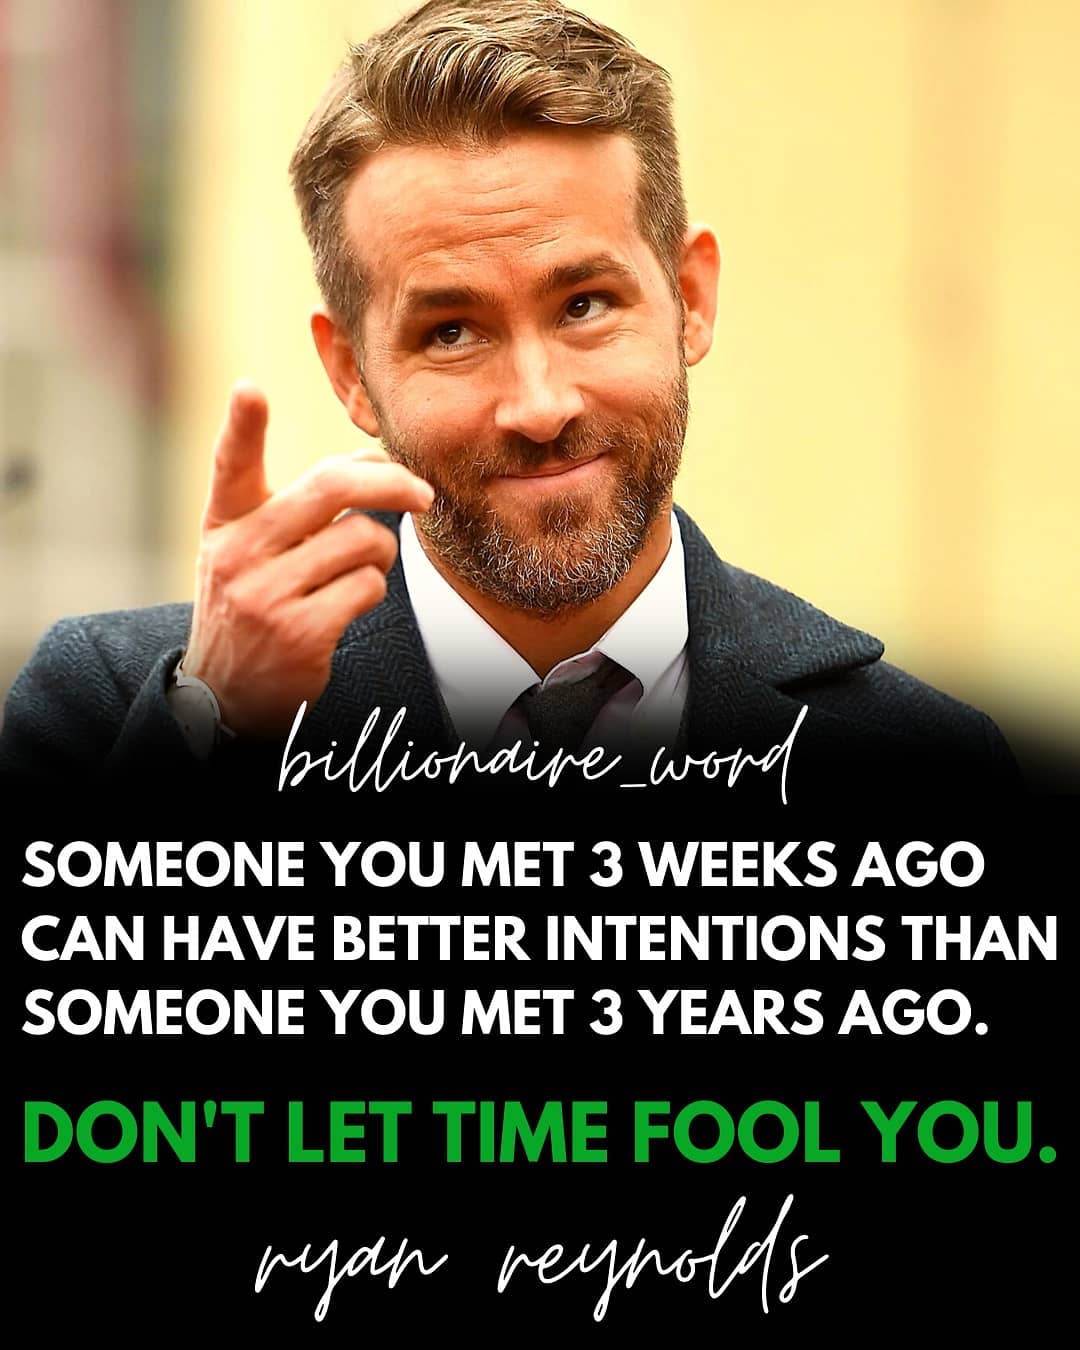 billionaire_word
SOMEONE YOU MET 3 WEEKS AGO
CAN HAVE BETTER INTENTIONS THAN
SOMEONE YOU MET 3 YEARS AGO.
DON'T LET TIME FOOL YOU.
ryan reynolds